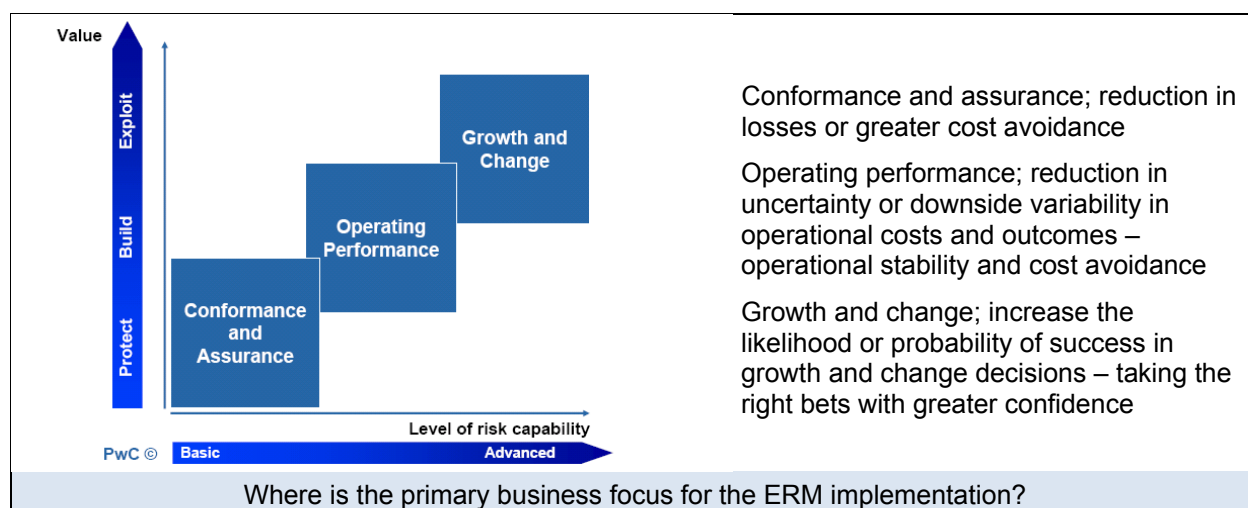 Value
Exploit
Build
Protect
Growth and
Change
Operating
Performance
Conformance
and
Assurance
Level of risk capability
PwC ©
Basic
Advanced
Conformance and assurance; reduction in
losses or greater cost avoidance
Operating performance; reduction in
uncertainty or downside variability in
operational costs and outcomes –
operational stability and cost avoidance
Growth and change; increase the
likelihood or probability of success in
growth and change decisions – taking the
right bets with greater confidence
Where is the primary business focus for the ERM implementation?